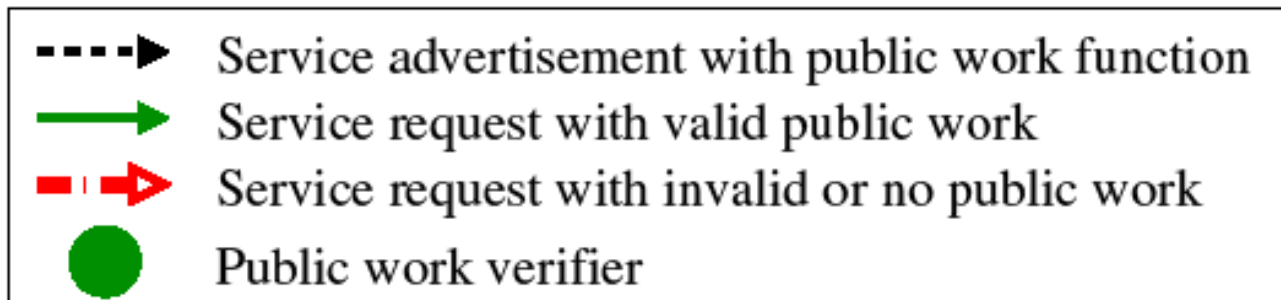 Service advertisement with public work function
Service request with valid public work
Service request with invalid or no public work
Public work verifier